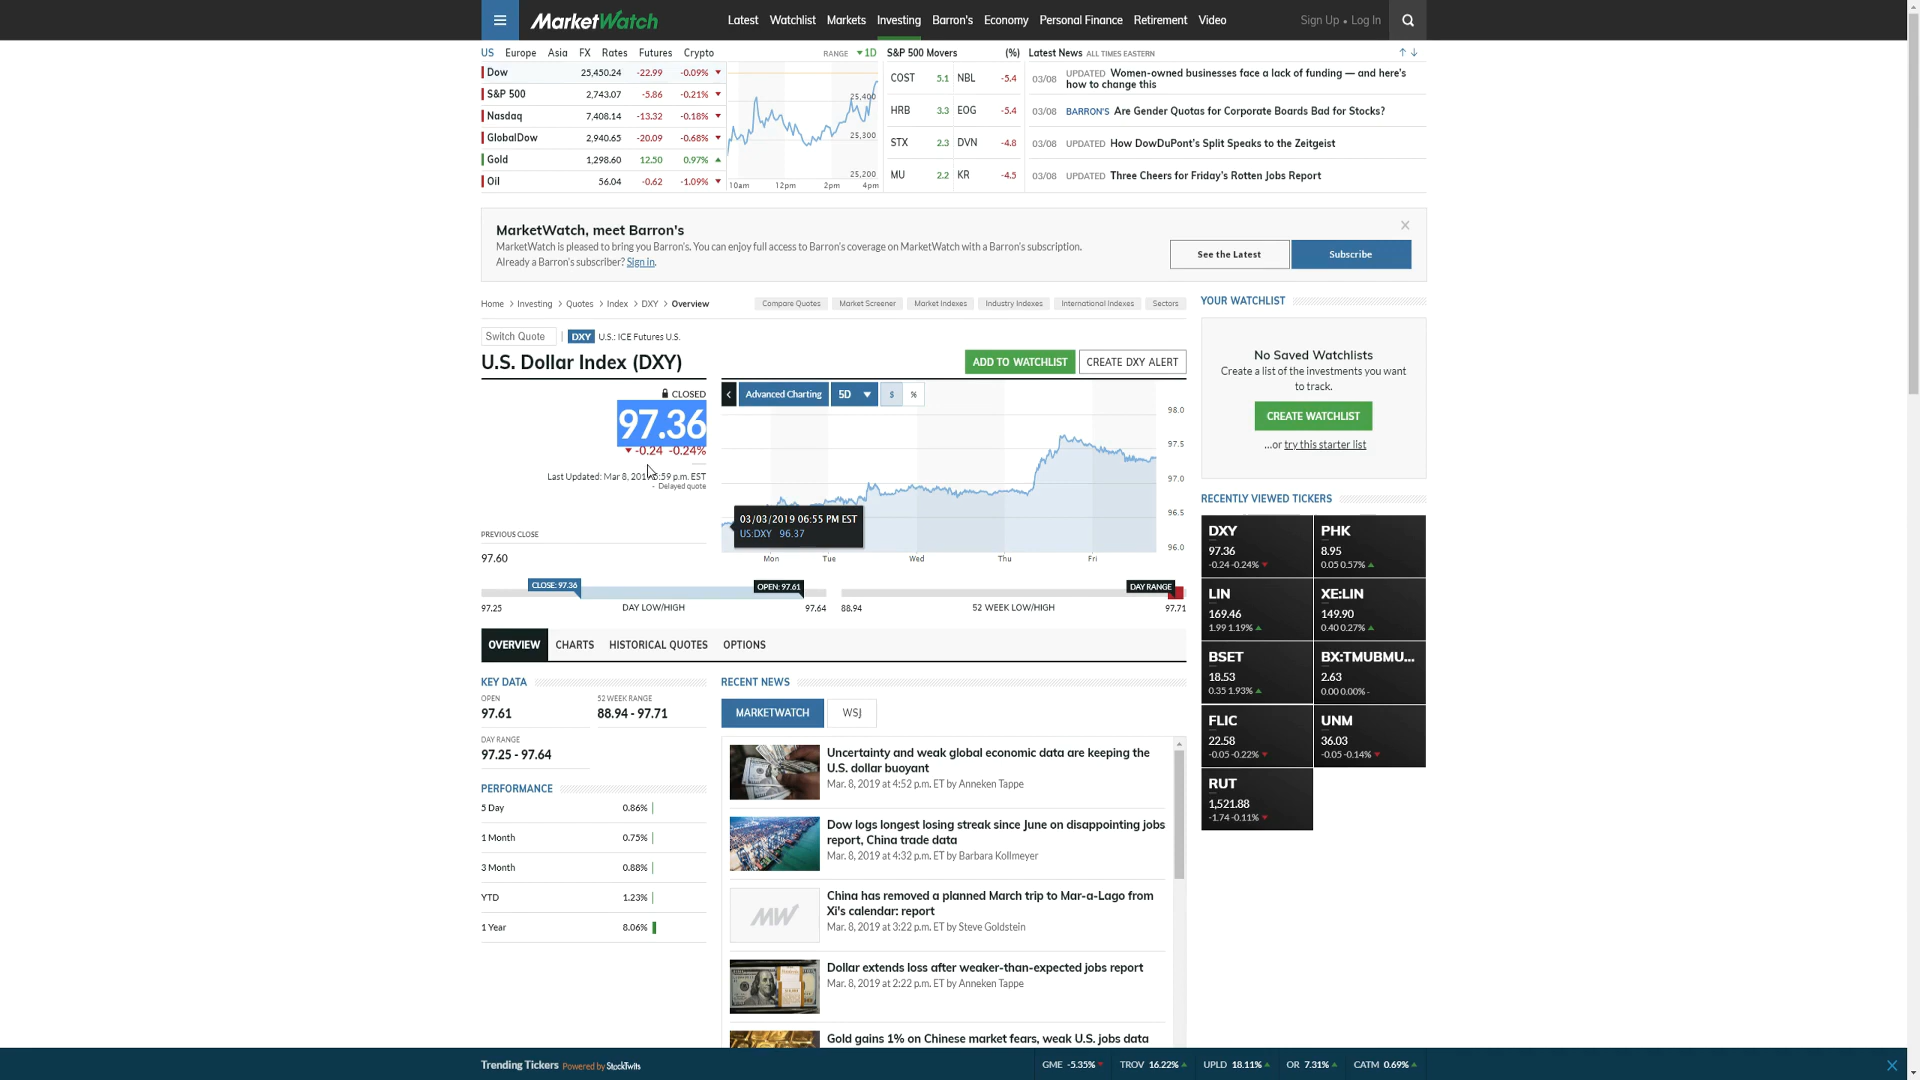 MarketWatch
Latest Watchlist Markets Investing Barron's Economy Personal Finance Retirement Video
Sign Up • Log In
US Europe Asia FX Rates Futures Crypto
RANGE 1D
Dow 25,450.24 -22.99 -0.09%
S&P 500 2,743.07 -5.86 -0.21%
Nasdaq 7,408.14 -13.32 -0.18%
GlobalDow 2,940.65 -20.09 -0.68%
Gold 1,298.60 12.50 0.97%
Oil 56.04 -0.62 -1.09%
25,400
25,300
25,200
10am 12pm 2pm 4pm
S&P 500 Movers (%)
COST 5.1 NBL -5.4
HRB 3.3 EOG -5.4
STX 2.3 DVN -4.8
MU 2.2 KR -4.5
Latest News ALL TIMES EASTERN
03/08 UPDATED Women-owned businesses face a lack of funding — and here's
how to change this
03/08 BARRON'S Are Gender Quotas for Corporate Boards Bad for Stocks?
03/08 UPDATED How DowDuPont's Split Speaks to the Zeitgeist
03/08 UPDATED Three Cheers for Friday's Rotten Jobs Report
MarketWatch, meet Barron's
MarketWatch is pleased to bring you Barron's. You can enjoy full access to Barron's coverage on MarketWatch with a Barron's subscription.
Already a Barron's subscriber? Sign in.
See the Latest
Subscribe
Home > Investing > Quotes > Index > DXY > Overview
Compare Quotes Market Screener Market Indexes Industry Indexes International Indexes Sectors
Switch Quote | DXY U.S.: ICE Futures U.S.
U.S. Dollar Index (DXY)
ADD TO WATCHLIST
CREATE DXY ALERT
CLOSED
97.36
-0.24 -0.24%
Last Updated: Mar 8, 201 5:59 p.m. EST
- Delayed quote
PREVIOUS CLOSE
97.60
Advanced Charting 5D $ %
98.0
97.5
97.0
96.5
96.0
03/03/2019 06:55 PM EST
US:DXY 96.37
Mon Tue Wed Thu Fri
CLOSE: 97.36 OPEN: 97.61
97.25 DAY LOW/HIGH 97.64
DAY RANGE
88.94 52 WEEK LOW/HIGH 97.71
OVERVIEW CHARTS HISTORICAL QUOTES OPTIONS
KEY DATA
OPEN
97.61
52 WEEK RANGE
88.94 - 97.71
DAY RANGE
97.25 - 97.64
PERFORMANCE
5 Day 0.86%
1 Month 0.75%
3 Month 0.88%
YTD 1.23%
1 Year 8.06%
RECENT NEWS
MARKETWATCH WSJ
Uncertainty and weak global economic data are keeping the
U.S. dollar buoyant
Mar. 8, 2019 at 4:52 p.m. ET by Anneken Tappe
Dow logs longest losing streak since June on disappointing jobs
report, China trade data
Mar. 8, 2019 at 4:32 p.m. ET by Barbara Kollmeyer
MW
China has removed a planned March trip to Mar-a-Lago from
Xi's calendar: report
Mar. 8, 2019 at 3:22 p.m. ET by Steve Goldstein
Dollar extends loss after weaker-than-expected jobs report
Mar. 8, 2019 at 2:22 p.m. ET by Anneken Tappe
Gold gains 1% on Chinese market fears, weak U.S. jobs data
YOUR WATCHLIST
No Saved Watchlists
Create a list of the investments you want
to track.
CREATE WATCHLIST
...or try this starter list
RECENTLY VIEWED TICKERS
DXY
97.36
-0.24 -0.24%
PHK
8.95
0.05 0.57%
LIN
169.46
1.99 1.19%
XE:LIN
149.90
0.40 0.27%
BSET
18.53
0.35 1.93%
BX:TMUBMU...
2.63
0.00 0.00% -
FLIC
22.58
-0.05 -0.22%
UNM
36.03
-0.05 -0.14%
RUT
1,521.88
-1.74 -0.11%
Trending Tickers Powered by StockTwits
GME -5.35% TROV 16.22% UPLD 18.11% OR 7.31% CATM 0.69%